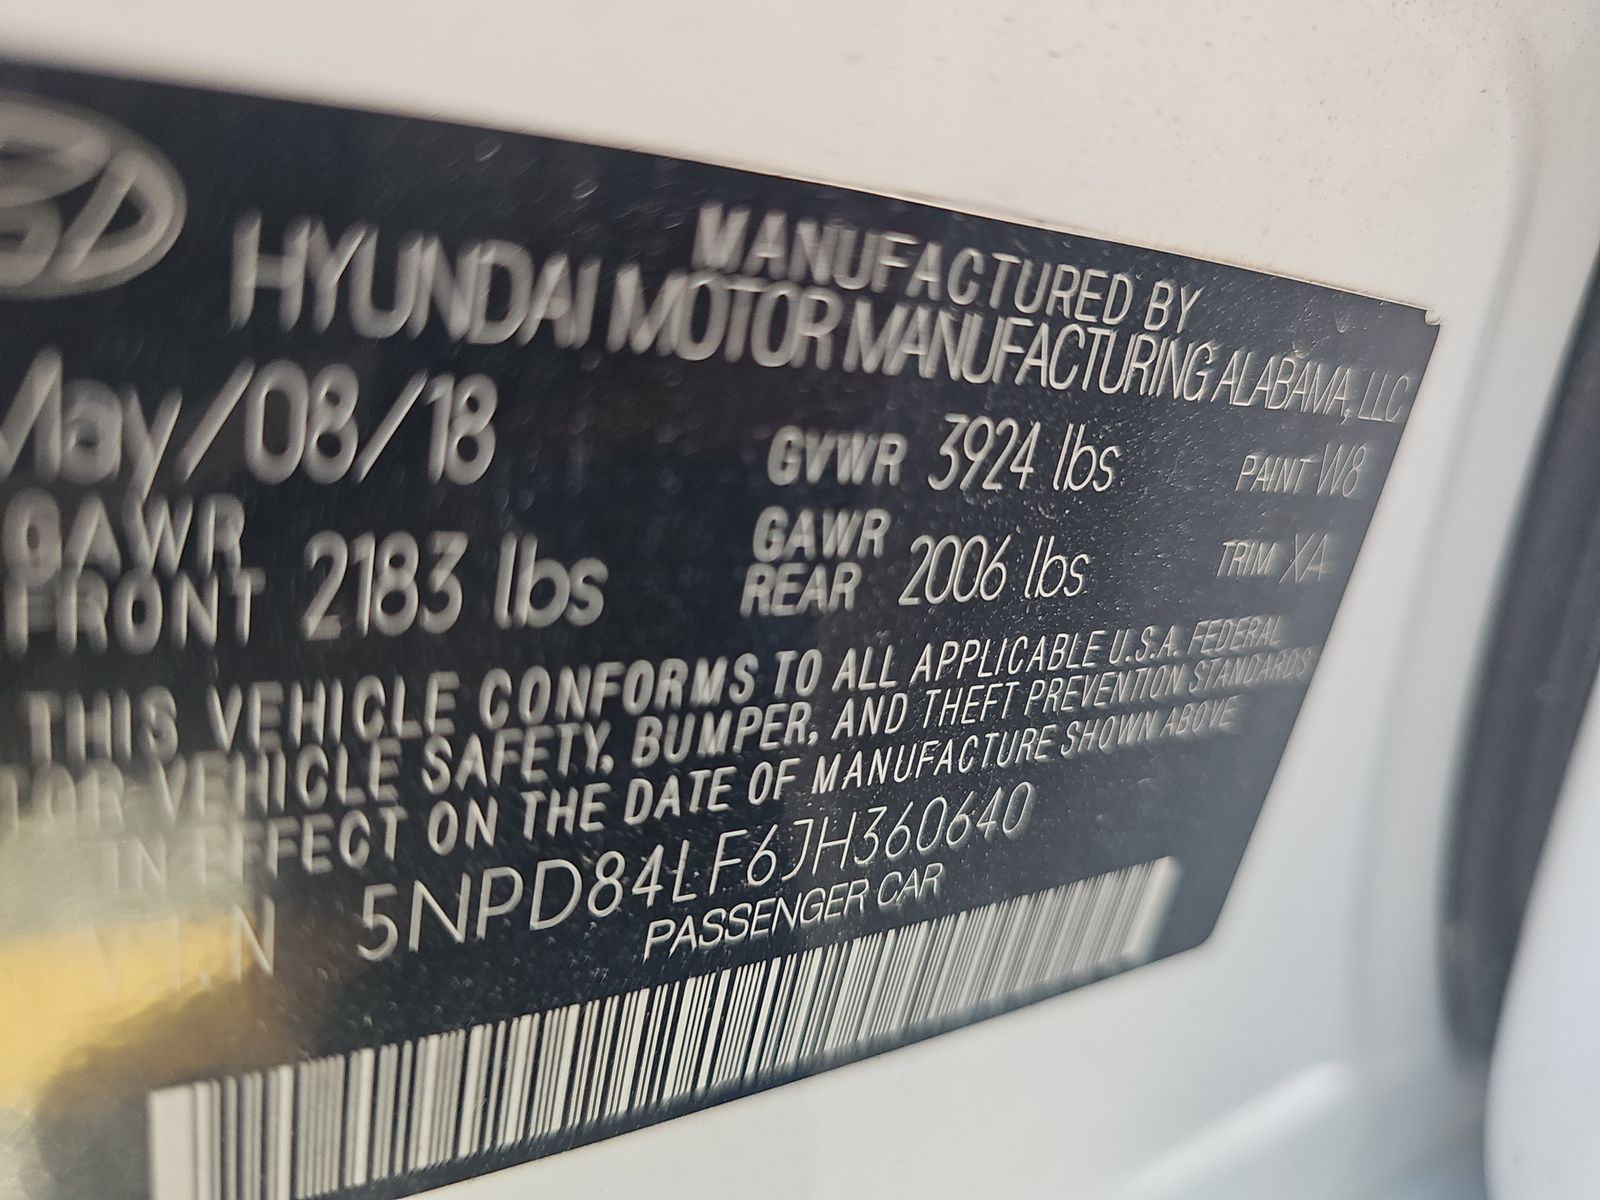 MANUFACTURED BY
HYUNDAI MOTOR MANUFACTURING ALABAMA, LLC
May/08/18 GVWR 3924 lbs PAINT W8
GAWR FRONT 2183 lbs GAWR REAR 2006 lbs TRIM XA
THIS VEHICLE CONFORMS TO ALL APPLICABLE U.S.A. FEDERAL
FOR VEHICLE SAFETY, BUMPER, AND THEFT PREVENTION STANDARDS
IN EFFECT ON THE DATE OF MANUFACTURE SHOWN ABOVE
V.I.N 5NPD84LF6JH360640
PASSENGER CAR